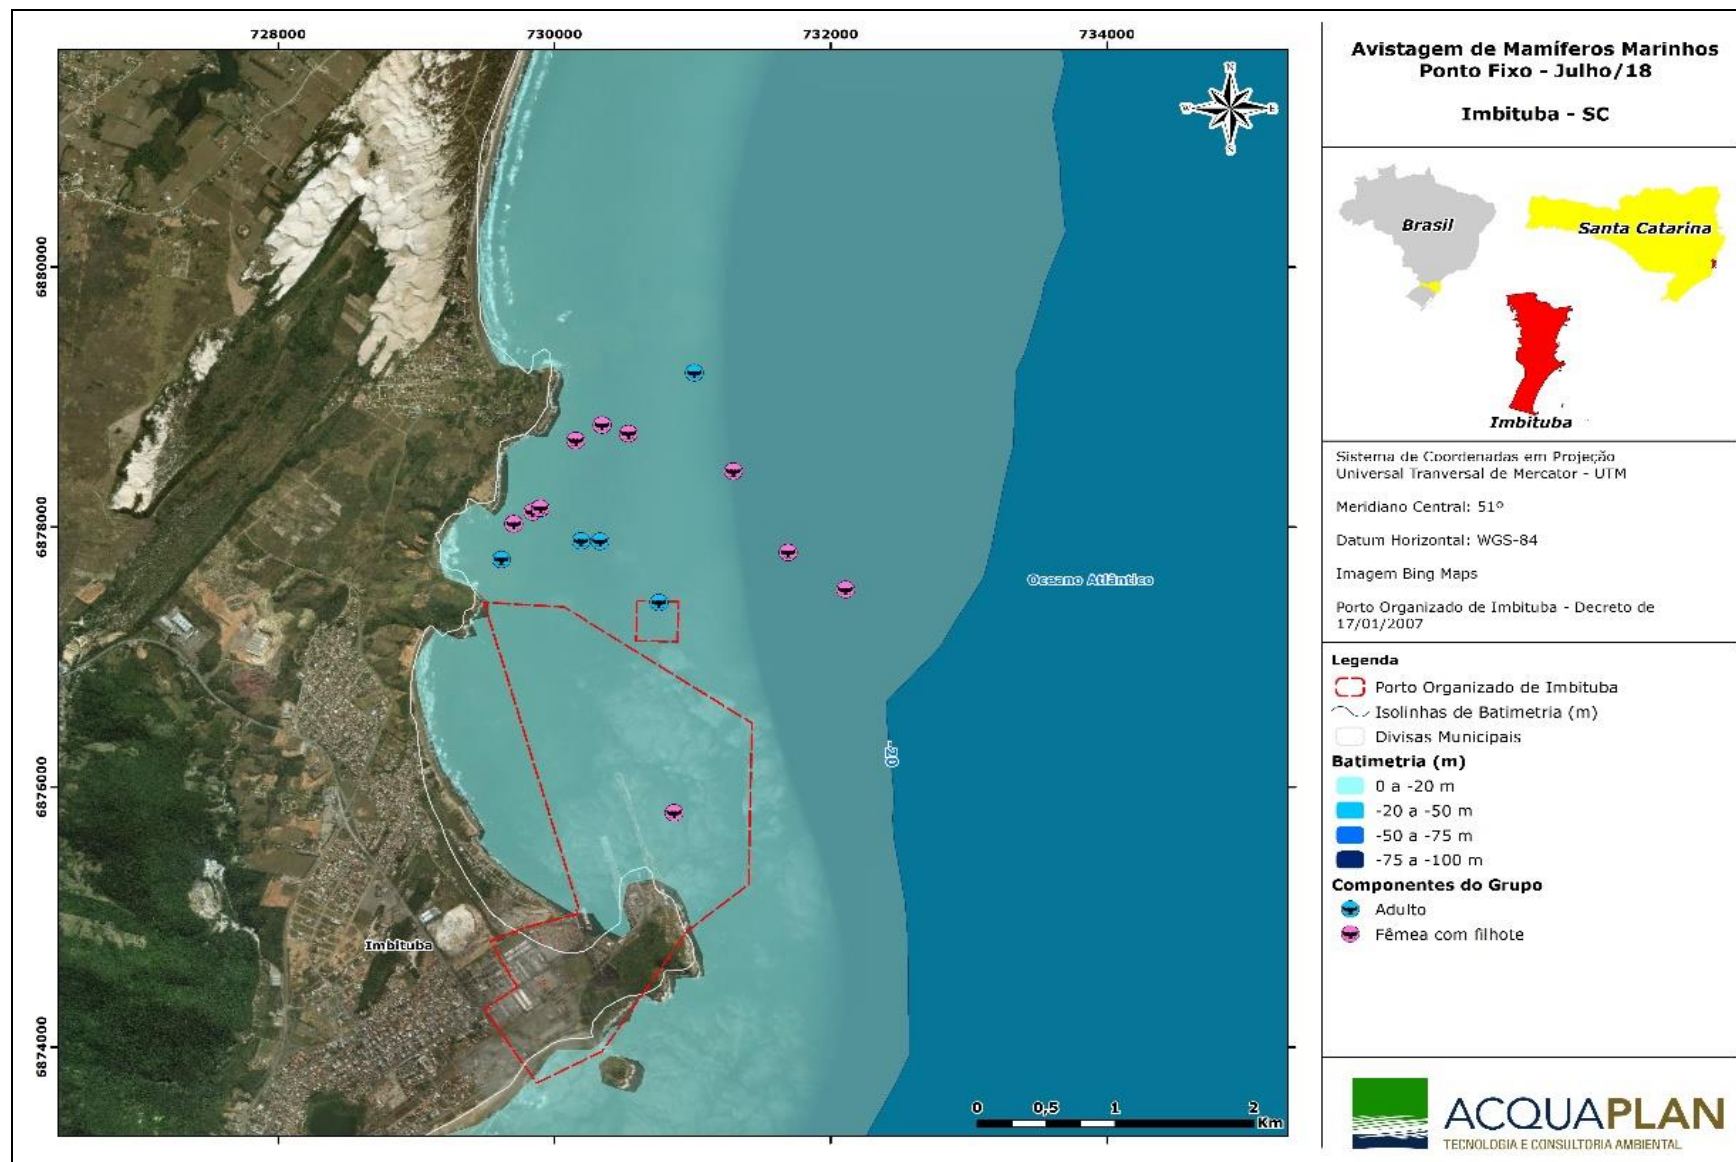 728000
730000
732000
734000
6880000
6878000
6876000
6874000
N
W
E
S
Oceano Atlântico
-20
Imbituba
0
0,5
1
2
Km
Avistagem de Mamíferos Marinhos
Ponto Fixo - Julho/18
Imbituba - SC
Brasil
Santa Catarina
Imbituba
Sistema de Coordenadas em Projeção
Universal Tranversal de Mercator - UTM
Meridiano Central: 51º
Datum Horizontal: WGS-84
Imagem Bing Maps
Porto Organizado de Imbituba - Decreto de
17/01/2007
Legenda
Porto Organizado de Imbituba
Isolinhas de Batimetria (m)
Divisas Municipais
Batimetria (m)
0 a -20 m
-20 a -50 m
-50 a -75 m
-75 a -100 m
Componentes do Grupo
Adulto
Fêmea com filhote
ACQUAPLAN
TECNOLOGIA E CONSULTORIA AMBIENTAL